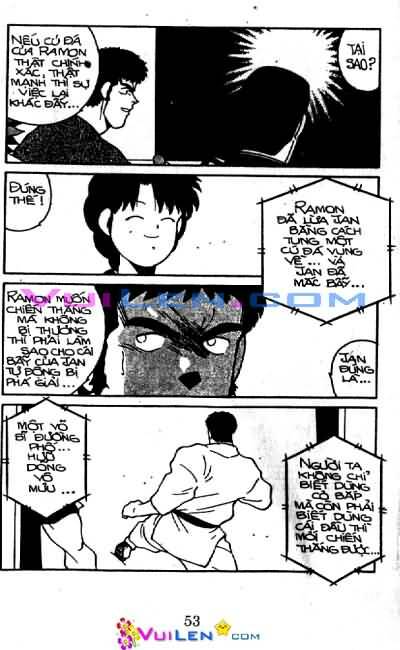 NẾU CÚ ĐÁ
CỦA RAMON
THẬT CHÍNH
XÁC, THẬT
MẠNH THÌ SỰ
VIỆC LẠI
KHÁC ĐẤY...
TẠI
SAO?
ĐÚNG
THẾ!
RAMON
ĐÃ LỪA JAN
BẰNG CÁCH
TUNG MỘT
CÚ ĐÁ VỤNG
VỀ... VÀ
JAN ĐÃ
MẮC BẪY...
RAMON MUỐN
CHIẾN THẮNG
MÀ KHÔNG
BỊ THƯƠNG
THÌ PHẢI LÀM
SAO CHO CÁI
BẪY CỦA JAN
TỰ ĐỘNG BỊ
PHÁ GIẢI...
JAN
ĐÚNG
LÀ...
VUILEN.COM
MỘT VÕ
SĨ ĐƯỜNG
PHỐ...
HỮU
DŨNG
VÔ
MƯU...
NGƯỜI TA
KHÔNG CHỈ
BIẾT DÙNG
CƠ BẮP
MÀ CÒN PHẢI
BIẾT DÙNG
CÁI ĐẦU THÌ
MỚI CHIẾN
THẮNG ĐƯỢC...
53
VUILEN.COM